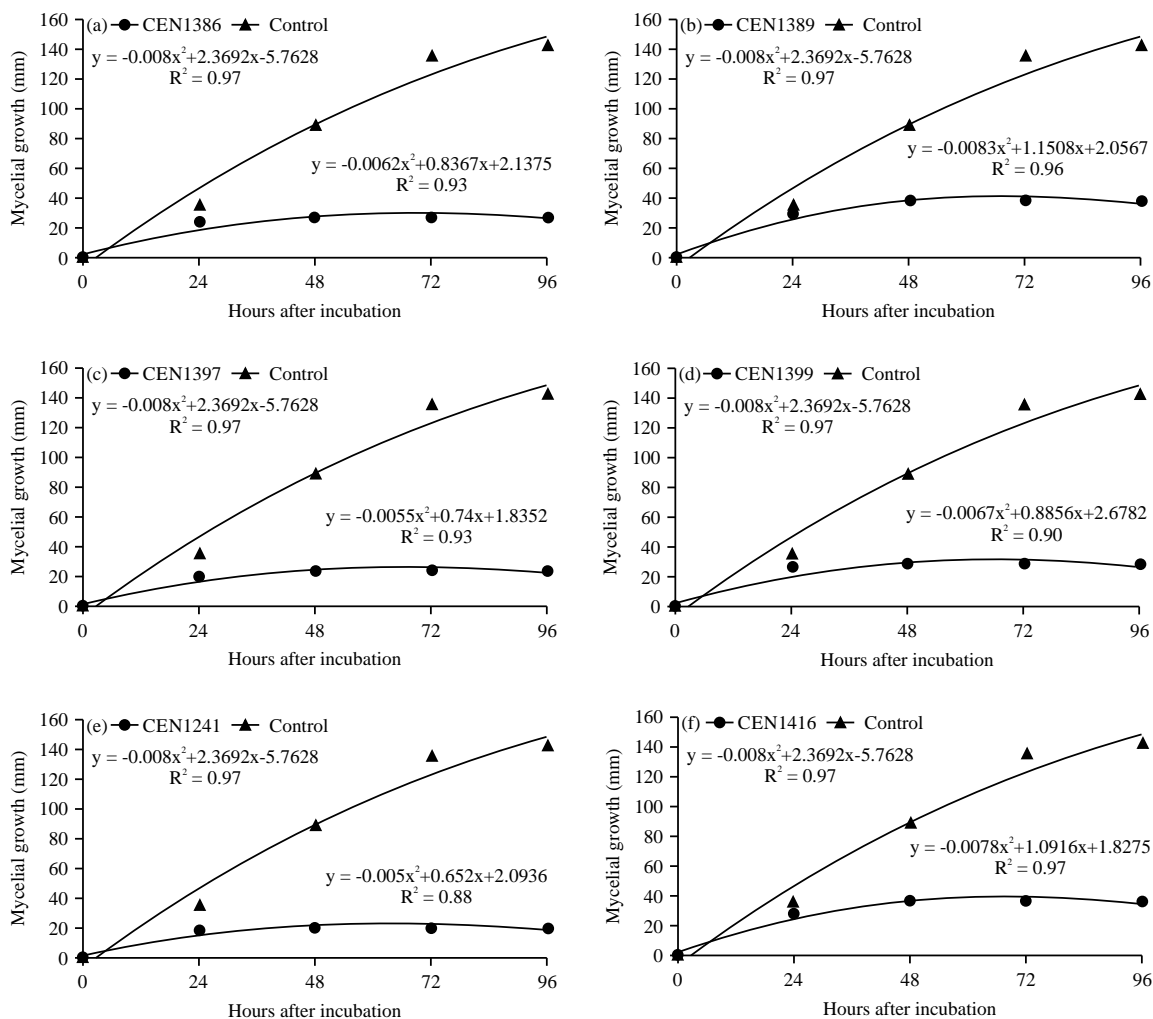 (a) CEN1386 Control
y = -0.008x²+2.3692x-5.7628
R² = 0.97
y = -0.0062x²+0.8367x+2.1375
R² = 0.93
160
140
120
100
80
60
40
20
0
Mycelial growth (mm)
0 24 48 72 96
Hours after incubation
(b) CEN1389 Control
y = -0.008x²+2.3692x-5.7628
R² = 0.97
y = -0.0083x²+1.1508x+2.0567
R² = 0.96
160
140
120
100
80
60
40
20
0
Mycelial growth (mm)
0 24 48 72 96
Hours after incubation
(c) CEN1397 Control
y = -0.008x²+2.3692x-5.7628
R² = 0.97
y = -0.0055x²+0.74x+1.8352
R² = 0.93
160
140
120
100
80
60
40
20
0
Mycelial growth (mm)
0 24 48 72 96
Hours after incubation
(d) CEN1399 Control
y = -0.008x²+2.3692x-5.7628
R² = 0.97
y = -0.0067x²+0.8856x+2.6782
R² = 0.90
160
140
120
100
80
60
40
20
0
Mycelial growth (mm)
0 24 48 72 96
Hours after incubation
(e) CEN1241 Control
y = -0.008x²+2.3692x-5.7628
R² = 0.97
y = -0.005x²+0.652x+2.0936
R² = 0.88
160
140
120
100
80
60
40
20
0
Mycelial growth (mm)
0 24 48 72 96
Hours after incubation
(f) CEN1416 Control
y = -0.008x²+2.3692x-5.7628
R² = 0.97
y = -0.0078x²+1.0916x+1.8275
R² = 0.97
160
140
120
100
80
60
40
20
0
Mycelial growth (mm)
0 24 48 72 96
Hours after incubation